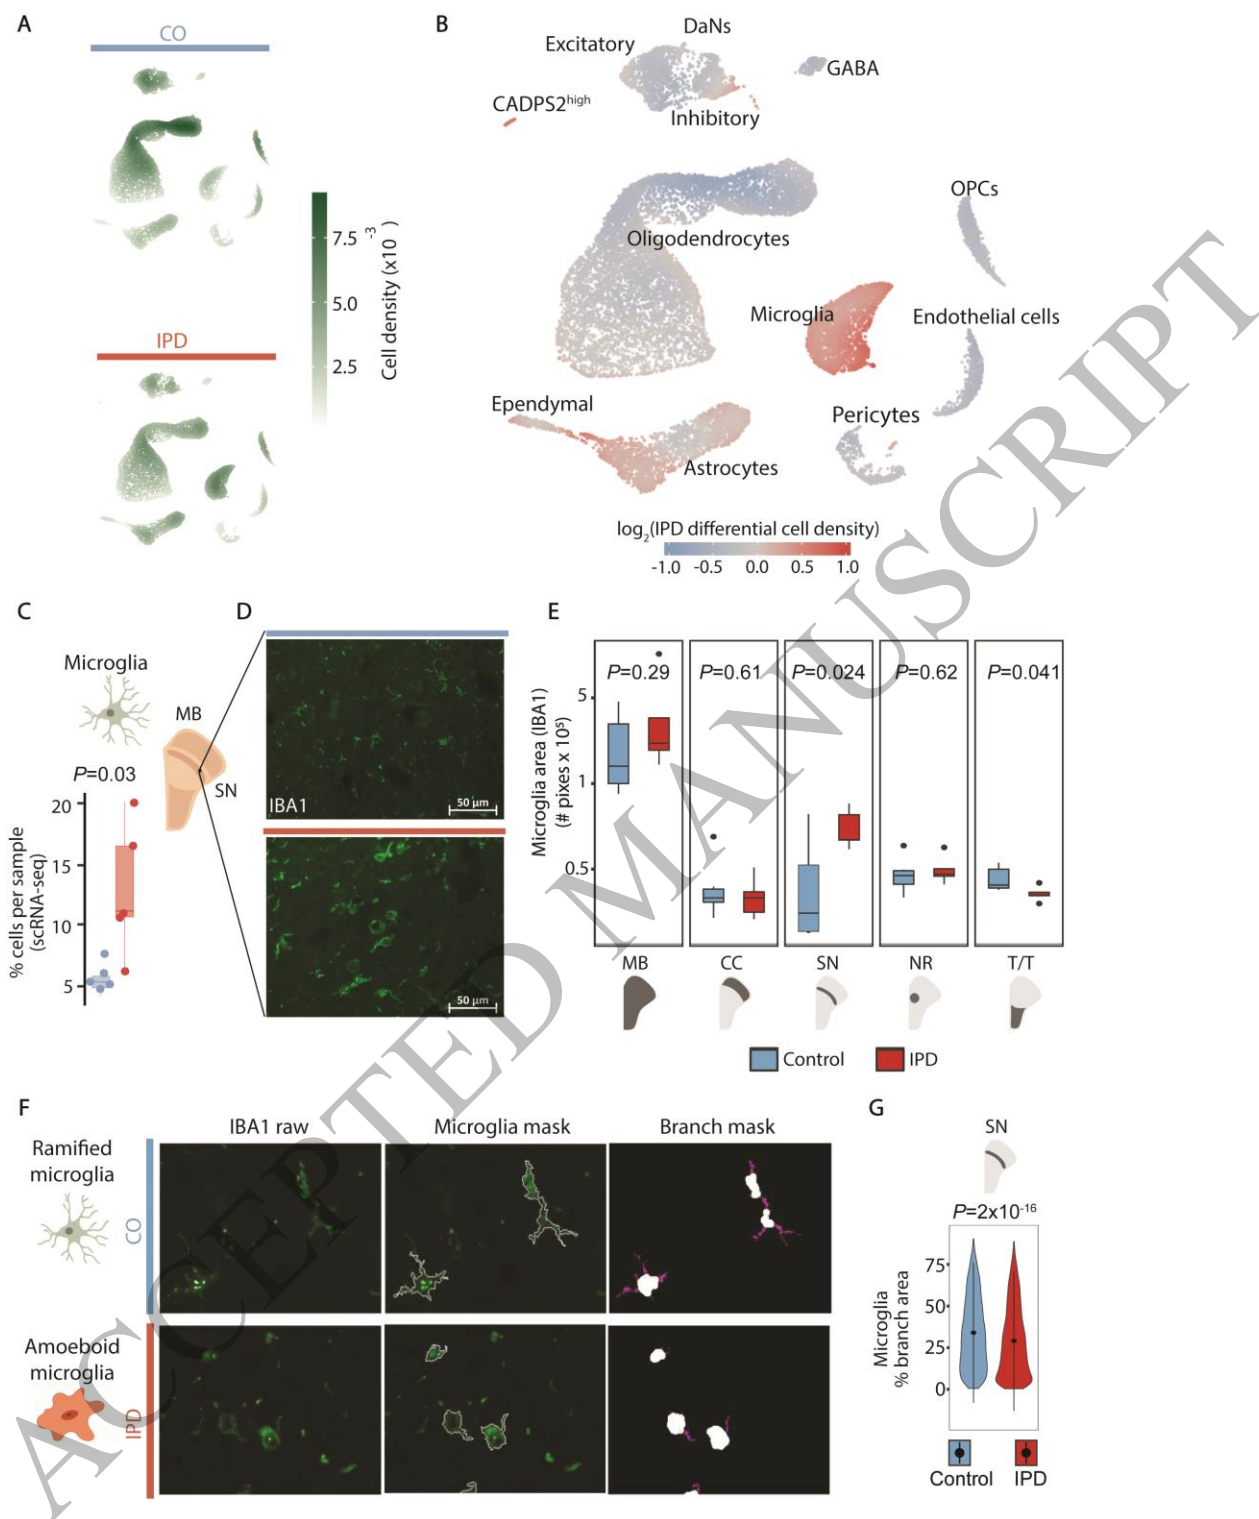 A
CO
7.5
5.0
2.5
Cell density (x10⁻³)
IPD
B
Excitatory
DaNs
GABA
CADPS2ʰⁱᵍʰ
Inhibitory
OPCs
Oligodendrocytes
Microglia
Endothelial cells
Ependymal
Pericytes
Astrocytes
log₂(IPD differential cell density)
-1.0 -0.5 0.0 0.5 1.0
C
Microglia
MB
SN
P=0.03
20
15
10
5
% cells per sample
(scRNA-seq)
D
IBA1
50 µm
50 µm
E
Microglia area (IBA1)
(# pixes x 10⁵)
5
1
0.5
P=0.29
P=0.61
P=0.024
P=0.62
P=0.041
MB
CC
SN
NR
T/T
Control
IPD
F
IBA1 raw
Microglia mask
Branch mask
Ramified
microglia
CO
Amoeboid
microglia
IPD
G
SN
P=2x10⁻¹⁶
75
50
25
0
Microglia
% branch area
Control
IPD
ACCEPTED MANUSCRIPT